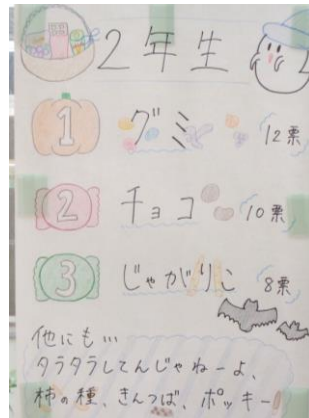 2年生
1 グミ 12票
2 チョコ 10票
3 じゃがりこ 8票
他にも…
タラタラしてんじゃねーよ、
柿の種、きんつば、ポッキー